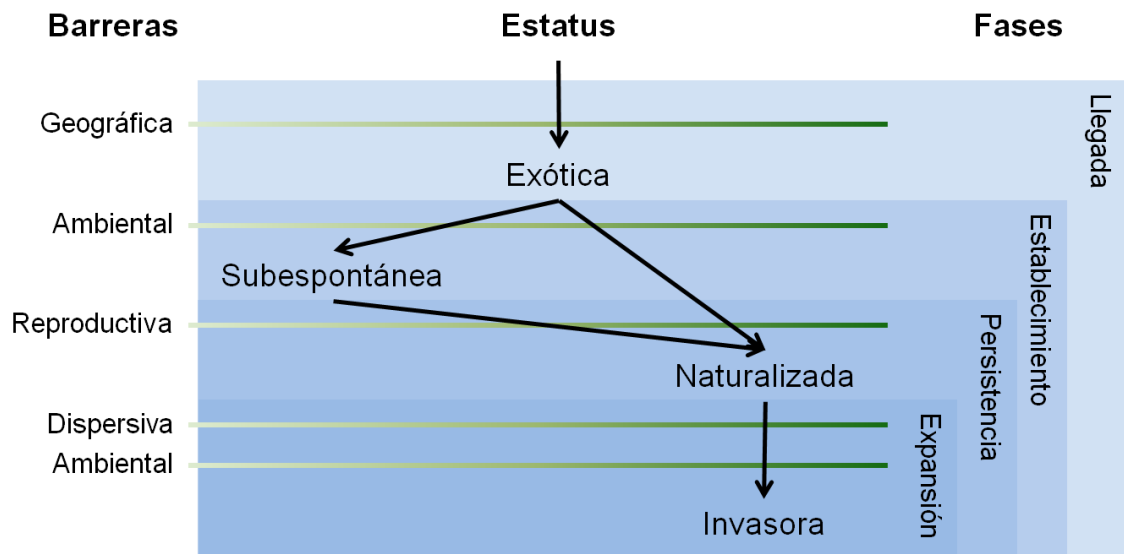 Barreras
Estatus
Fases
Geográfica
Llegada
Exótica
Ambiental
Establecimiento
Subespontánea
Reproductiva
Persistencia
Naturalizada
Dispersiva
Expansión
Ambiental
Invasora